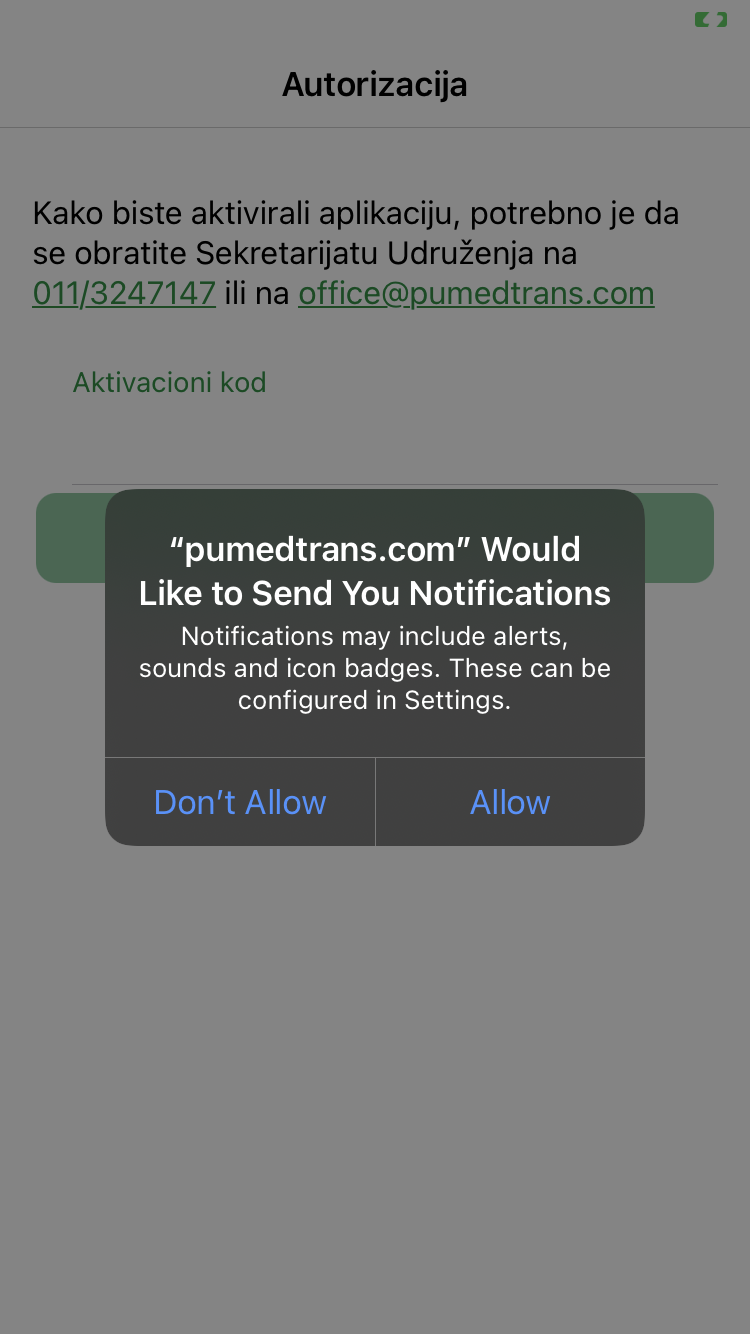 Autorizacija
Kako biste aktivirali aplikaciju, potrebno je da
se obratite Sekretarijatu Udruženja na
011/3247147 ili na office@pumedtrans.com
Aktivacioni kod
“pumedtrans.com” Would
Like to Send You Notifications
Notifications may include alerts,
sounds and icon badges. These can be
configured in Settings.
Don’t Allow
Allow